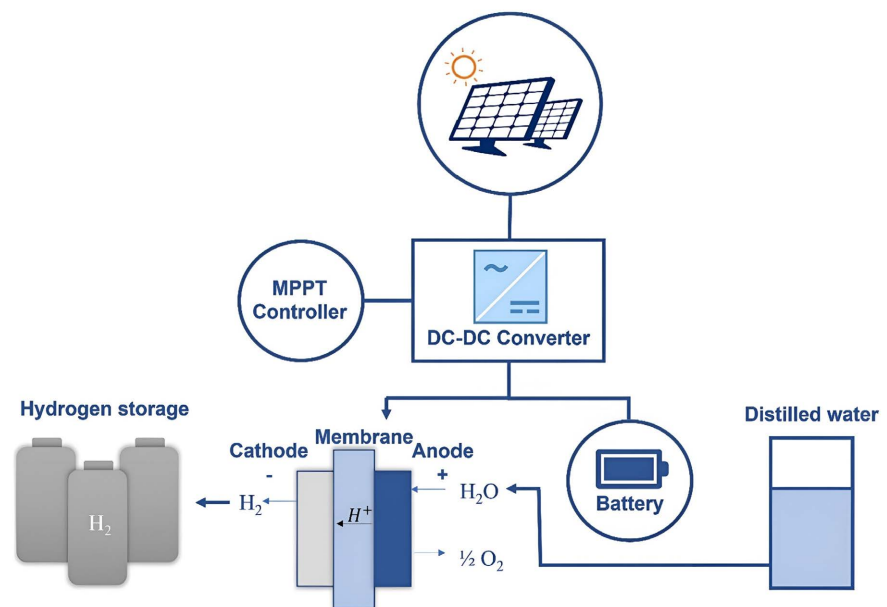 MPPT
Controller
DC-DC Converter
Hydrogen storage
Cathode
Membrane
Anode
Distilled water
-
+
H₂
H₂
H⁺
H₂O
½ O₂
Battery